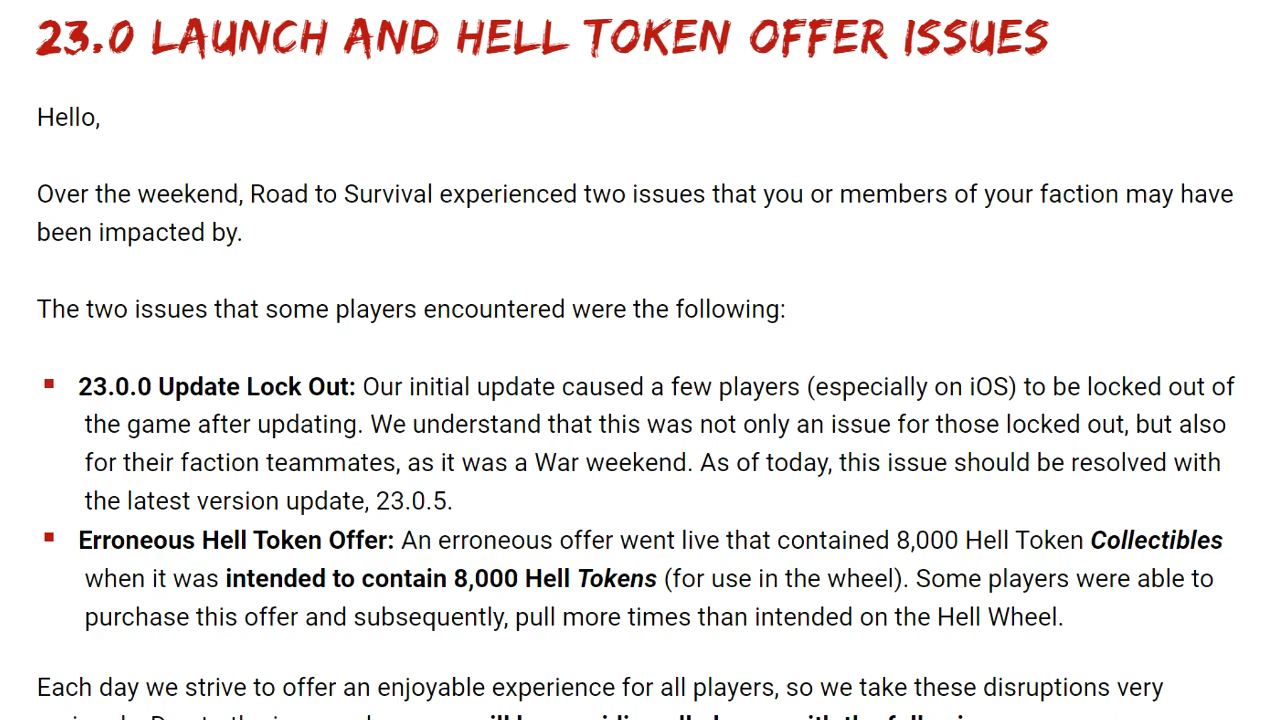 23.0 LAUNCH AND HELL TOKEN OFFER ISSUES
Hello,
Over the weekend, Road to Survival experienced two issues that you or members of your faction may have
been impacted by.
The two issues that some players encountered were the following:
23.0.0 Update Lock Out: Our initial update caused a few players (especially on iOS) to be locked out of
the game after updating. We understand that this was not only an issue for those locked out, but also
for their faction teammates, as it was a War weekend. As of today, this issue should be resolved with
the latest version update, 23.0.5.
Erroneous Hell Token Offer: An erroneous offer went live that contained 8,000 Hell Token Collectibles
when it was intended to contain 8,000 Hell Tokens (for use in the wheel). Some players were able to
purchase this offer and subsequently, pull more times than intended on the Hell Wheel.
Each day we strive to offer an enjoyable experience for all players, so we take these disruptions very